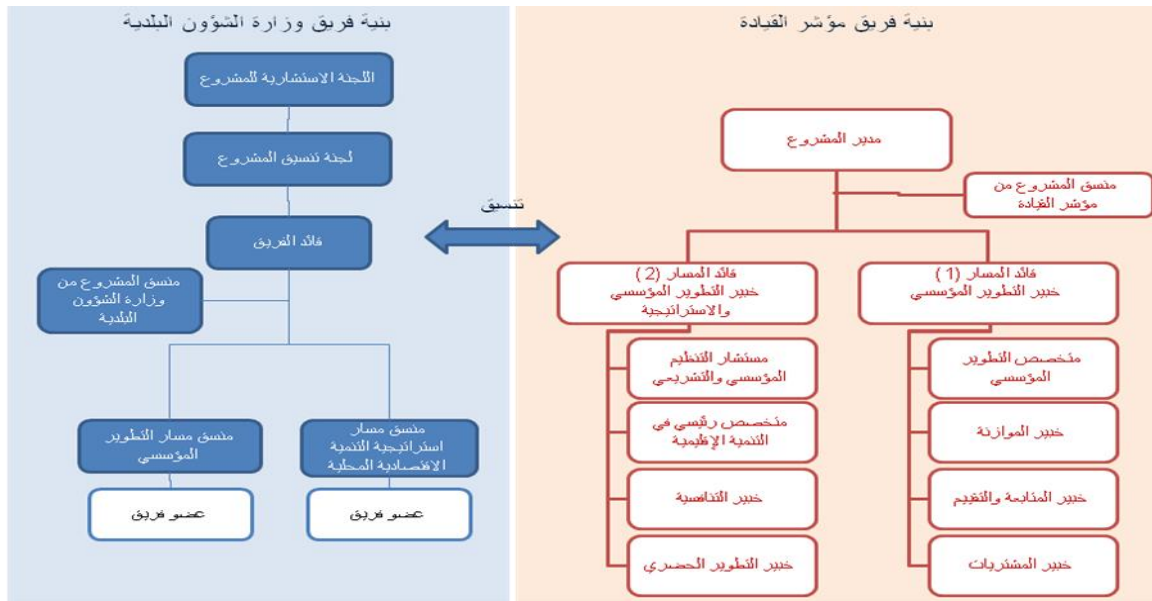 بنية فريق مؤشر القيادة
مدير المشروع
منسق المشروع من
مؤشر القيادة
قائد المسار (1)
خبير التطوير المؤسسي
متخصص التطوير
المؤسسي
خبير الموازنة
خبير المتابعة والتقييم
خبير المشتريات
قائد المسار (2)
خبير التطوير المؤسسي
والاستراتيجية
مستشار التنظيم
المؤسسي والتشريعي
متخصص رئيسي في
التنمية الإقليمية
خبير التنافسية
خبير التطوير الحضري
تنسيق
بنية فريق وزارة الشؤون البلدية
اللجنة الاستشارية للمشروع
لجنة تنسيق المشروع
قائد الفريق
منسق المشروع من
وزارة الشؤون
البلدية
منسق مسار
استراتيجية التنمية
الاقتصادية المحلية
عضو فريق
منسق مسار التطوير
المؤسسي
عضو فريق